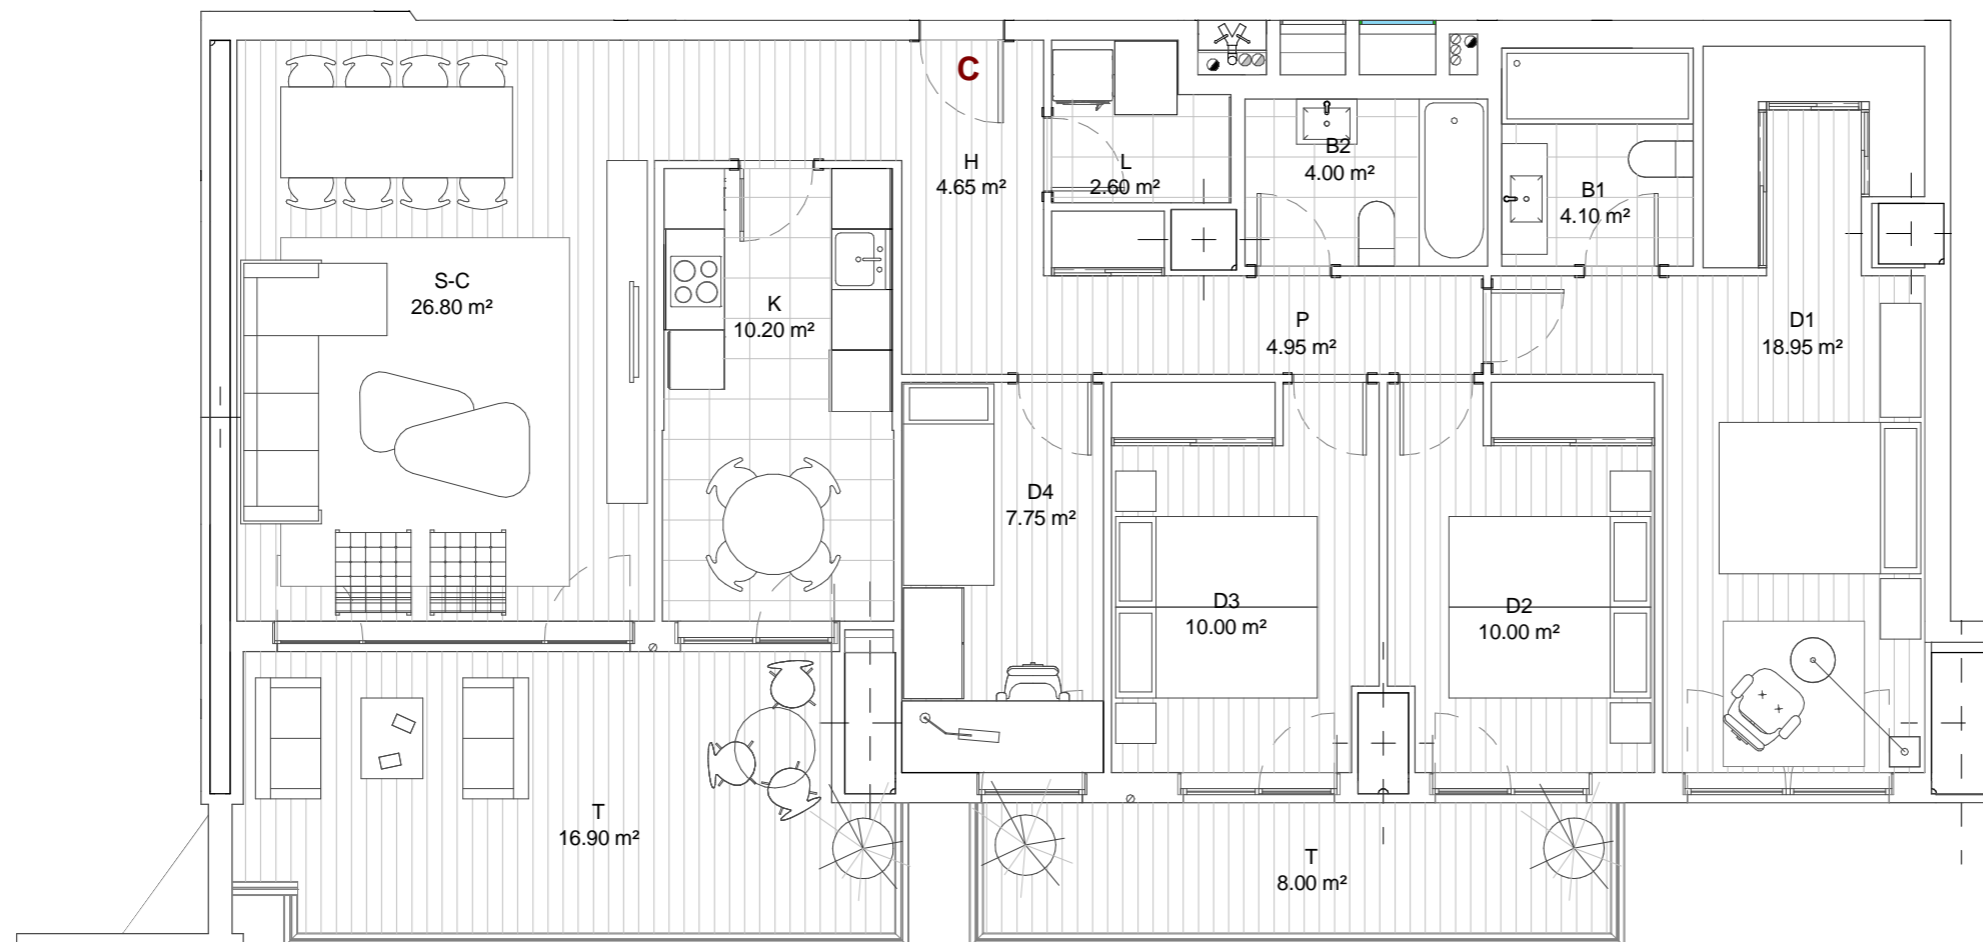 C
H
4.65 m²
L
2.60 m²
B2
4.00 m²
B1
4.10 m²
S-C
26.80 m²
K
10.20 m²
P
4.95 m²
D1
18.95 m²
D4
7.75 m²
D3
10.00 m²
D2
10.00 m²
T
16.90 m²
T
8.00 m²